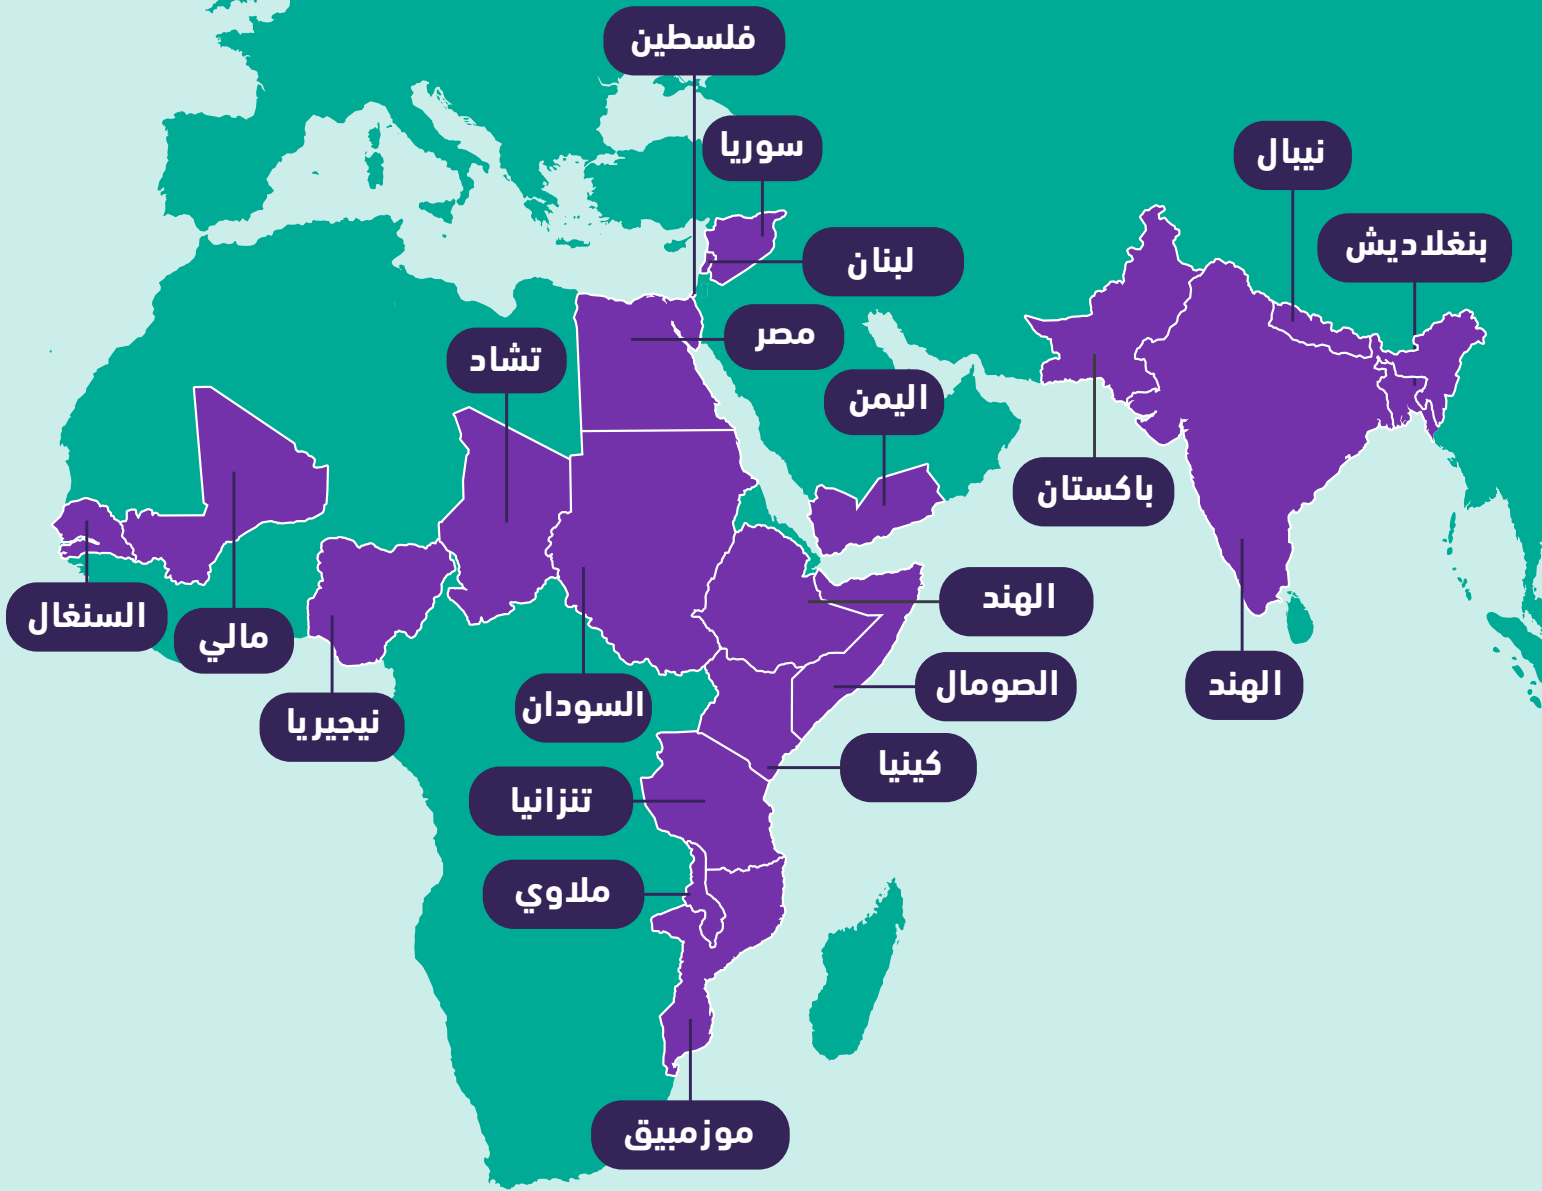 فلسطين
سوريا
نيبال
بنغلاديش
لبنان
مصر
تشاد
اليمن
باكستان
الهند
السنغال
مالي
الصومال
الهند
السودان
نيجيريا
كينيا
تنزانيا
ملاوي
موزمبيق